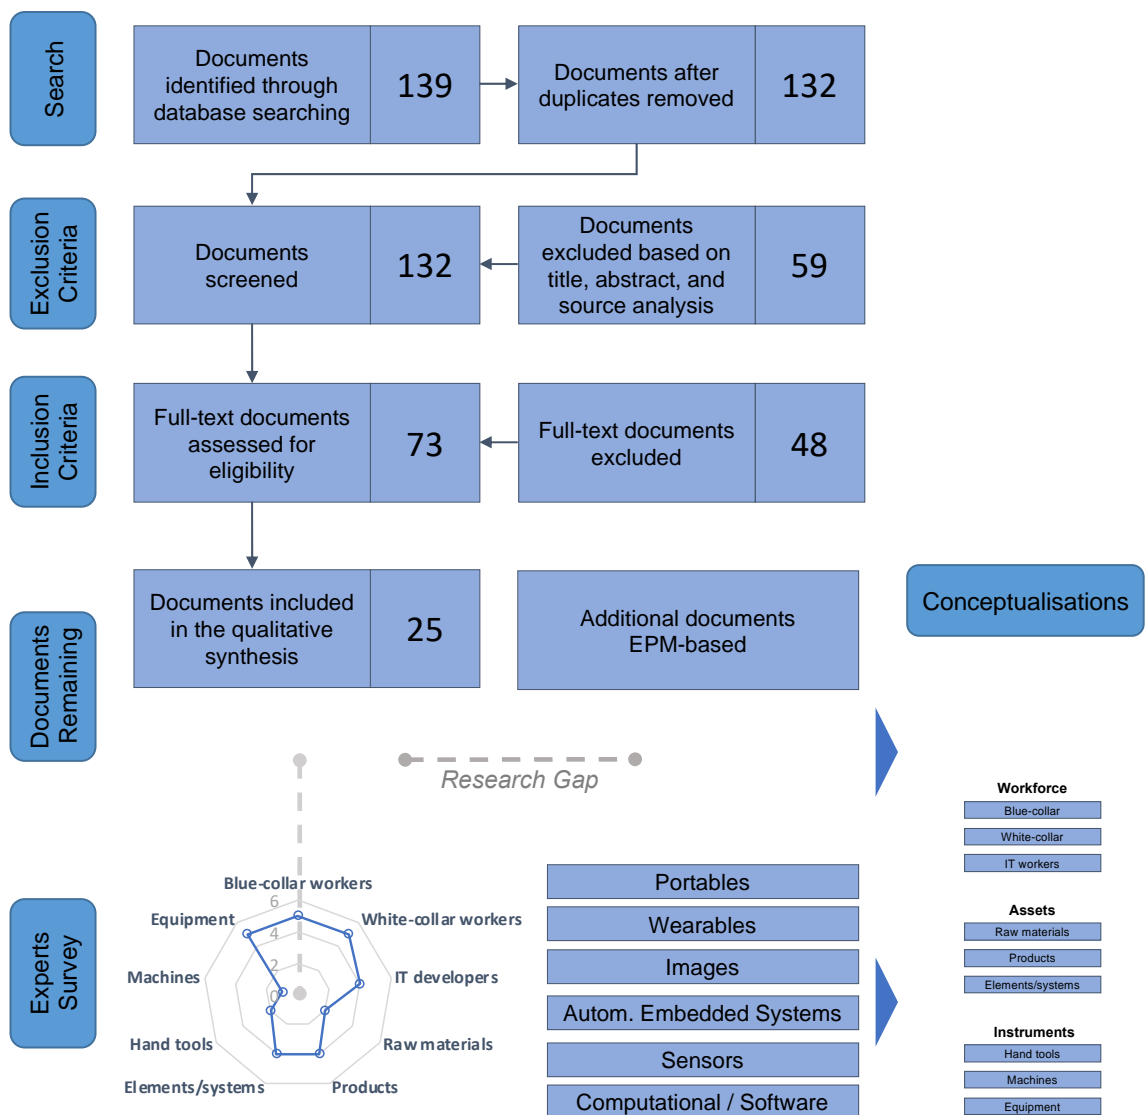 Search
Documents
identified through
database searching
139
Documents after
duplicates removed
132
Exclusion
Criteria
Documents
screened
132
Documents
excluded based on
title, abstract, and
source analysis
59
Inclusion
Criteria
Full-text documents
assessed for
eligibility
73
Full-text documents
excluded
48
Documents
Remaining
Documents included
in the qualitative
synthesis
25
Additional documents
EPM-based
Conceptualisations
Research Gap
Experts
Survey
Blue-collar workers
White-collar workers
IT developers
Raw materials
Products
Elements/systems
Hand tools
Machines
Equipment
6
4
2
0
Portables
Wearables
Images
Autom. Embedded Systems
Sensors
Computational / Software
Workforce
Blue-collar
White-collar
IT workers
Assets
Raw materials
Products
Elements/systems
Instruments
Hand tools
Machines
Equipment